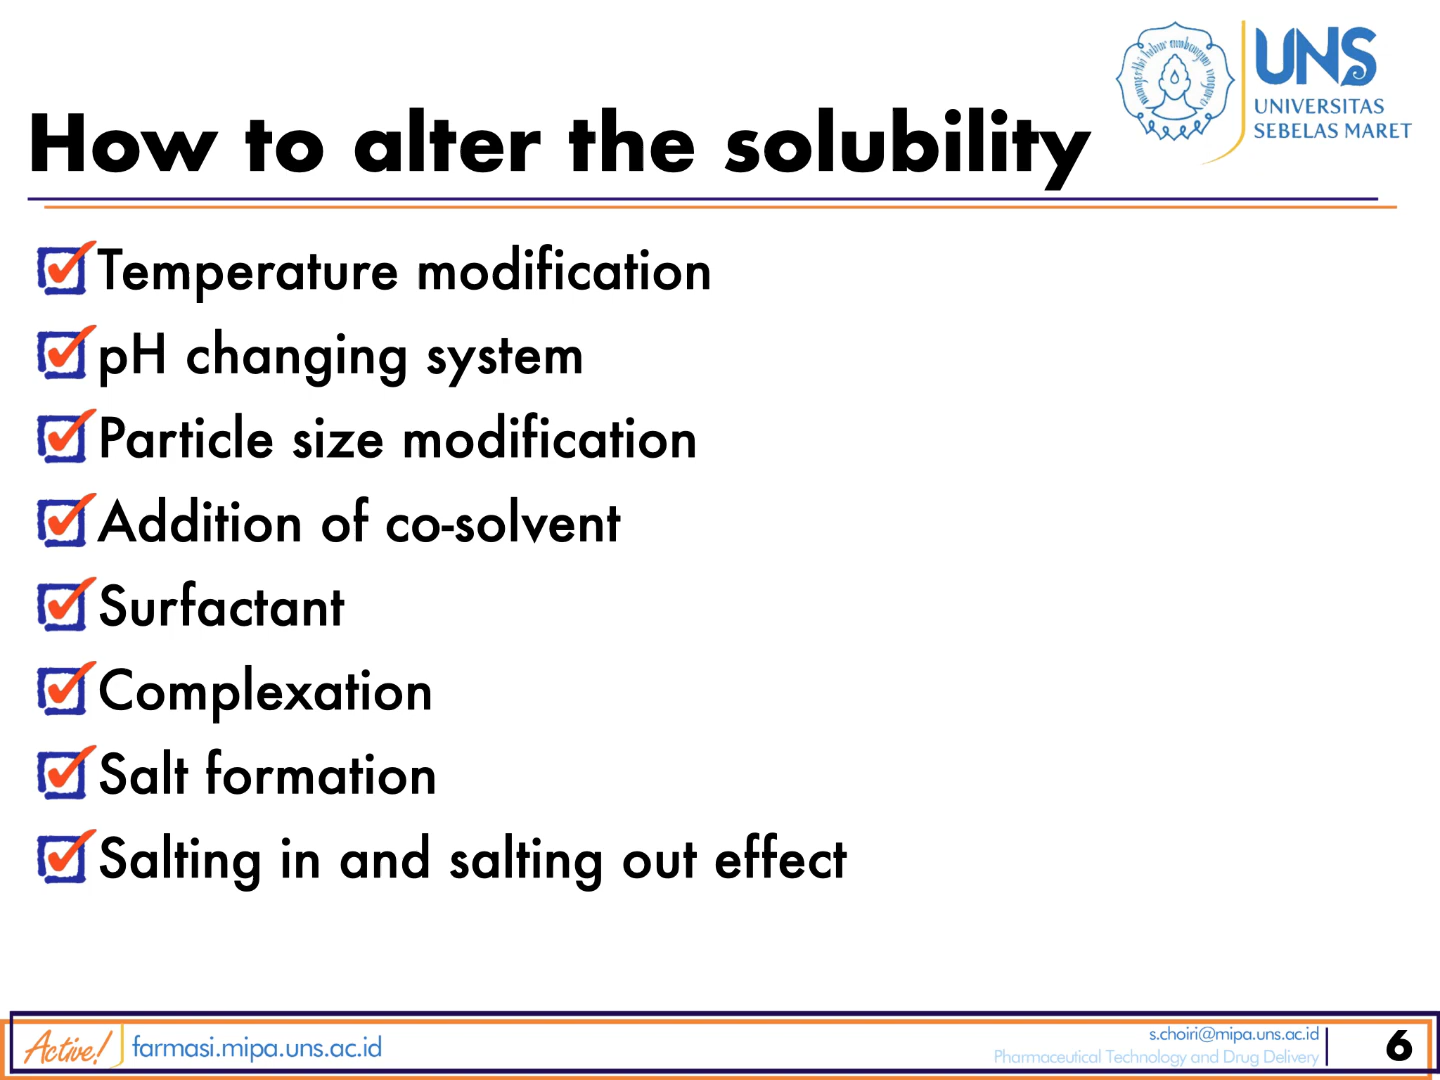 UNS
UNIVERSITAS
SEBELAS MARET
How to alter the solubility
Temperature modification
pH changing system
Particle size modification
Addition of co-solvent
Surfactant
Complexation
Salt formation
Salting in and salting out effect
Active!
farmasi.mipa.uns.ac.id
s.choiri@mipa.uns.ac.id
Pharmaceutical Technology and Drug Delivery
6